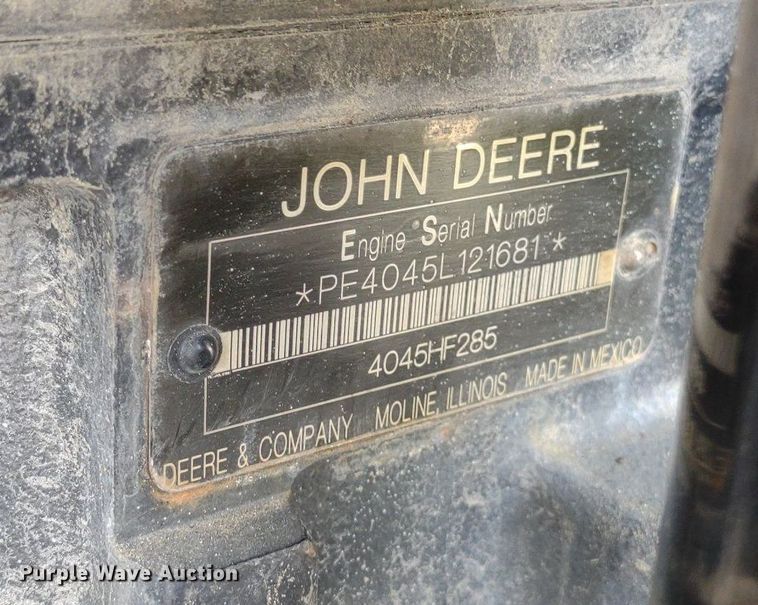 JOHN DEERE
Engine Serial Number
*PE4045L121681*
4045HF285
DEERE & COMPANY MOLINE, ILLINOIS MADE IN MEXICO
Purple Wave Auction